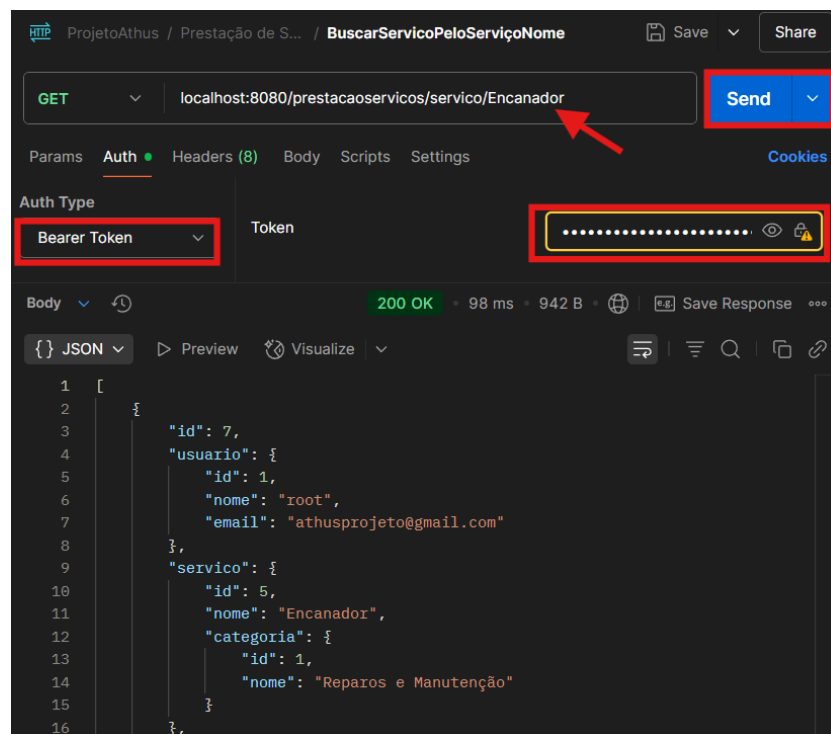 HTTP ProjetoAthus / Prestação de S... / BuscarServicoPeloServiçoNome Save Share
GET localhost:8080/prestacaoservicos/servico/Encanador Send
Params Auth Headers (8) Body Scripts Settings Cookies
Auth Type
Bearer Token Token
Body 200 OK 98 ms 942 B e.g. Save Response
{} JSON Preview Visualize
1 [
2 {
3 "id": 7,
4 "usuario": {
5 "id": 1,
6 "nome": "root",
7 "email": "athusprojeto@gmail.com"
8 },
9 "servico": {
10 "id": 5,
11 "nome": "Encanador",
12 "categoria": {
13 "id": 1,
14 "nome": "Reparos e Manutenção"
15 }
16 },